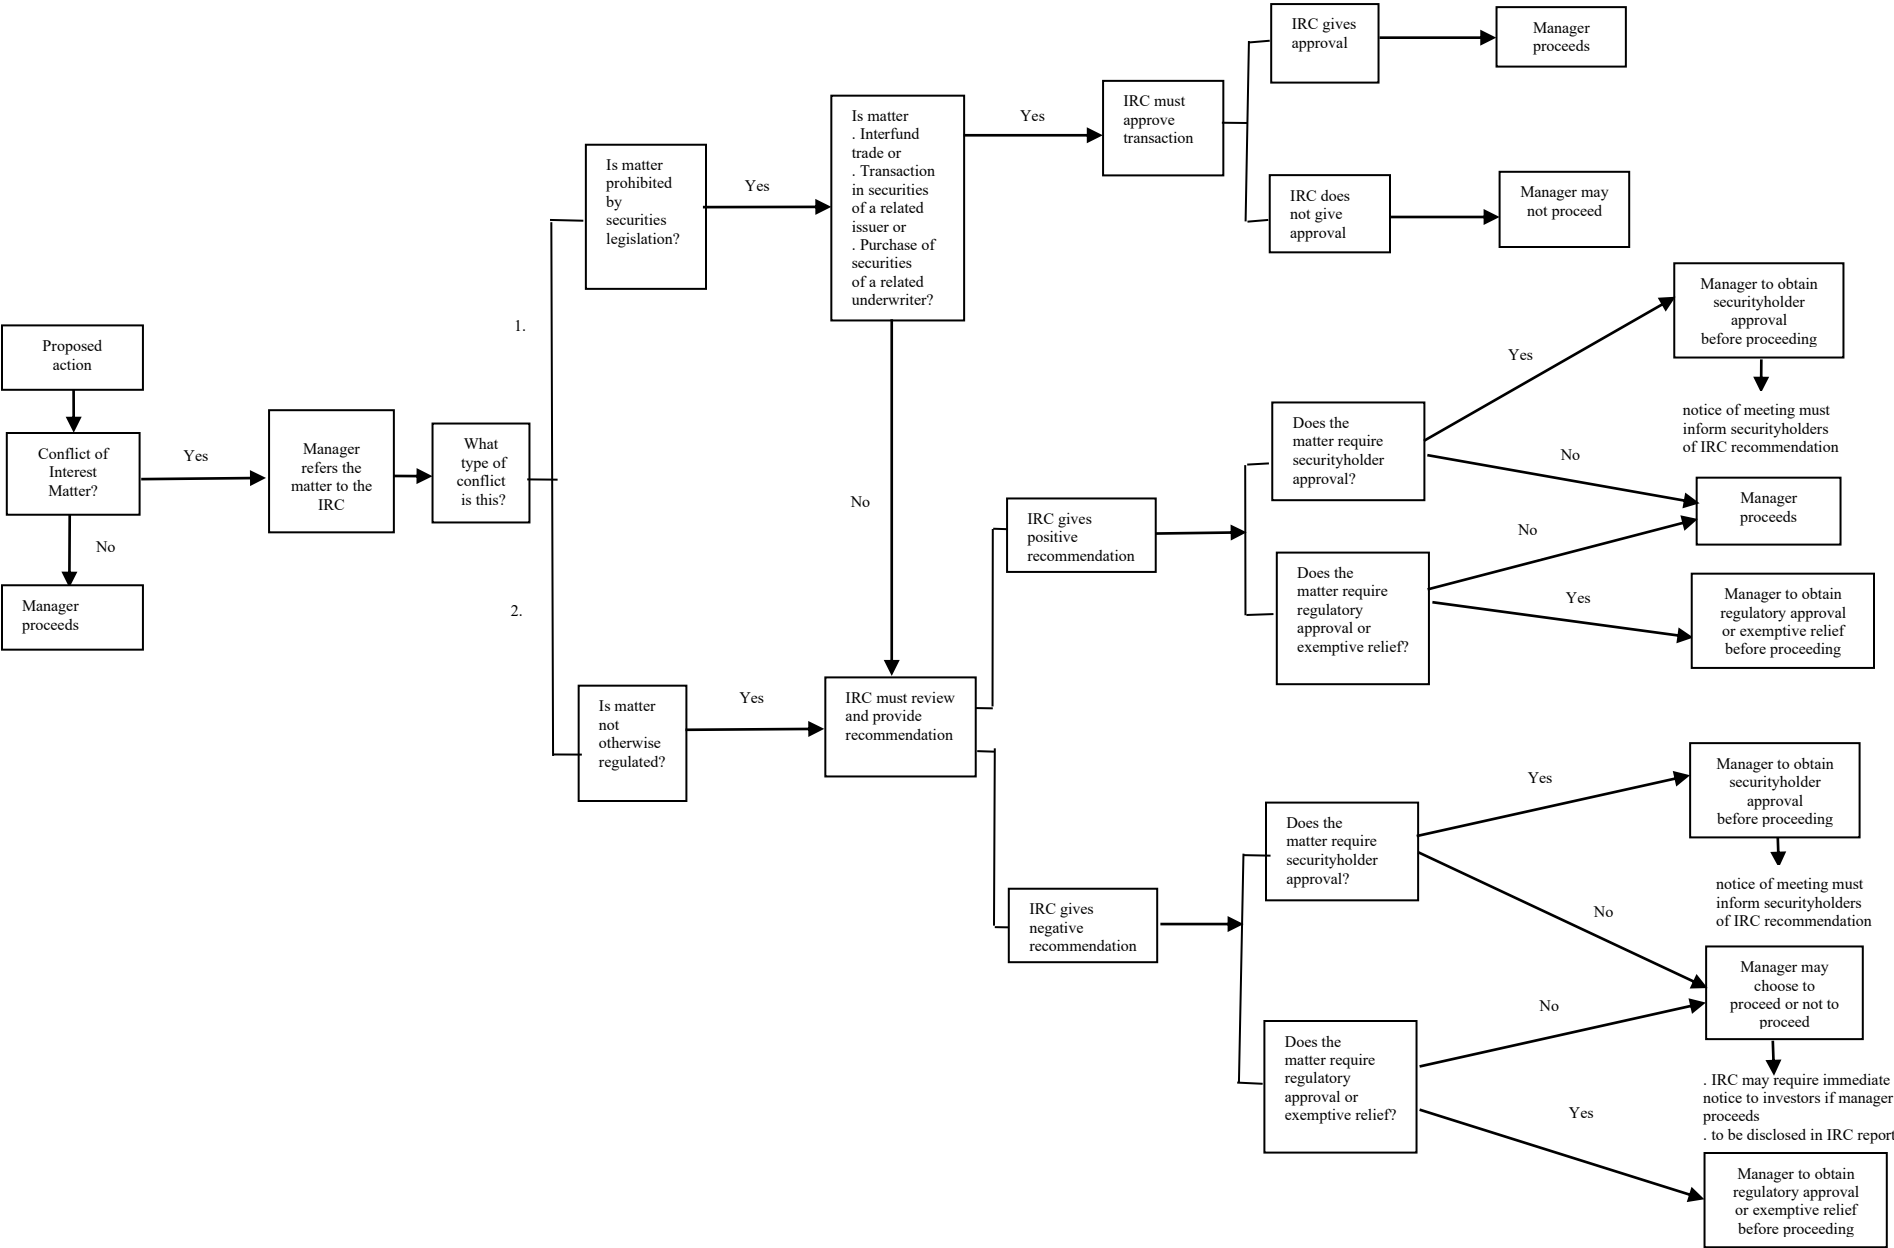 Proposed
action
Conflict of
Interest
Matter?
Yes
No
Manager
proceeds
Manager
refers the
matter to the
IRC
What
type of
conflict
is this?
1.
2.
Is matter
prohibited
by
securities
legislation?
Yes
Is matter
. Interfund
trade or
. Transaction
in securities
of a related
issuer or
. Purchase of
securities
of a related
underwriter?
Yes
No
IRC must
approve
transaction
IRC gives
approval
Manager
proceeds
IRC does
not give
approval
Manager may
not proceed
Is matter
not
otherwise
regulated?
Yes
IRC must review
and provide
recommendation
IRC gives
positive
recommendation
Does the
matter require
securityholder
approval?
Yes
Manager to obtain
securityholder
approval
before proceeding
notice of meeting must
inform securityholders
of IRC recommendation
No
Manager
proceeds
Does the
matter require
regulatory
approval or
exemptive relief?
No
Yes
Manager to obtain
regulatory approval
or exemptive relief
before proceeding
IRC gives
negative
recommendation
Does the
matter require
securityholder
approval?
Yes
Manager to obtain
securityholder
approval
before proceeding
notice of meeting must
inform securityholders
of IRC recommendation
No
Manager may
choose to
proceed or not to
proceed
. IRC may require immediate
notice to investors if manager
proceeds
. to be disclosed in IRC report
Does the
matter require
regulatory
approval or
exemptive relief?
No
Yes
Manager to obtain
regulatory approval
or exemptive relief
before proceeding